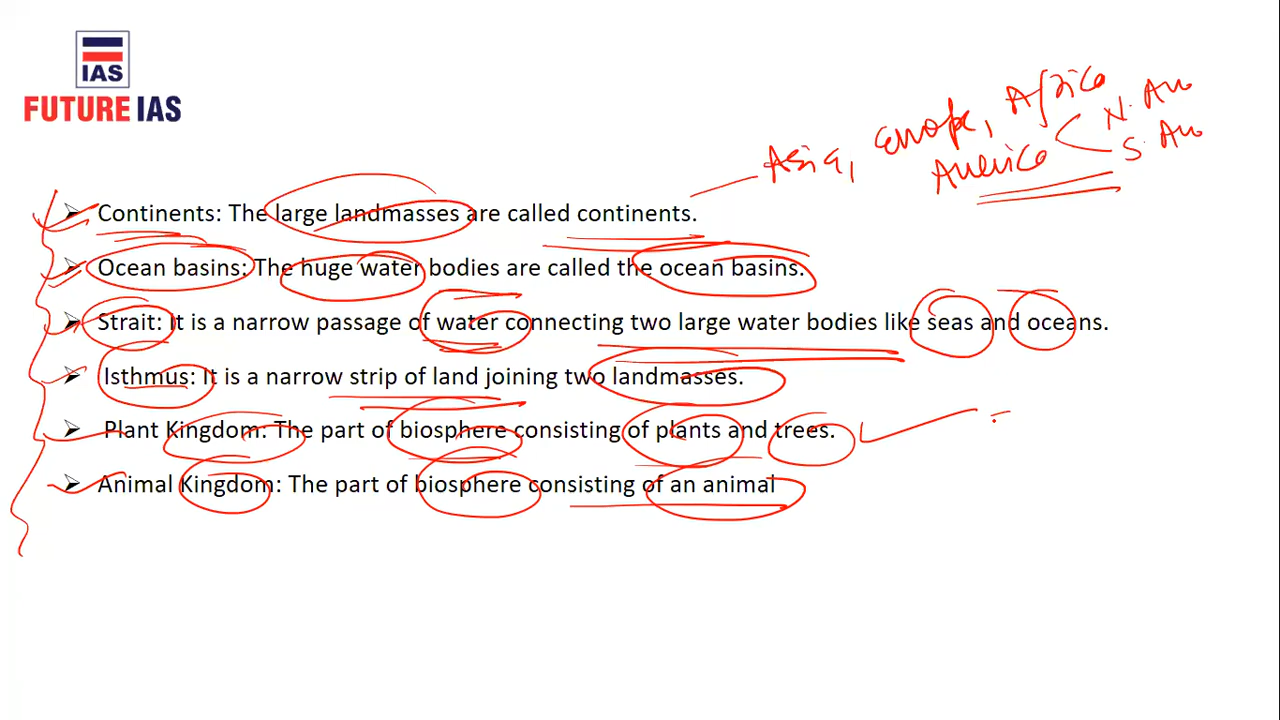 IAS
FUTURE IAS
Asia, Europe, Africa
America < N. Am
S. Am
➤ Continents: The large landmasses are called continents.
➤ Ocean basins: The huge water bodies are called the ocean basins.
➤ Strait: It is a narrow passage of water connecting two large water bodies like seas and oceans.
➤ Isthmus: It is a narrow strip of land joining two landmasses.
➤ Plant Kingdom: The part of biosphere consisting of plants and trees.
➤ Animal Kingdom: The part of biosphere consisting of an animal